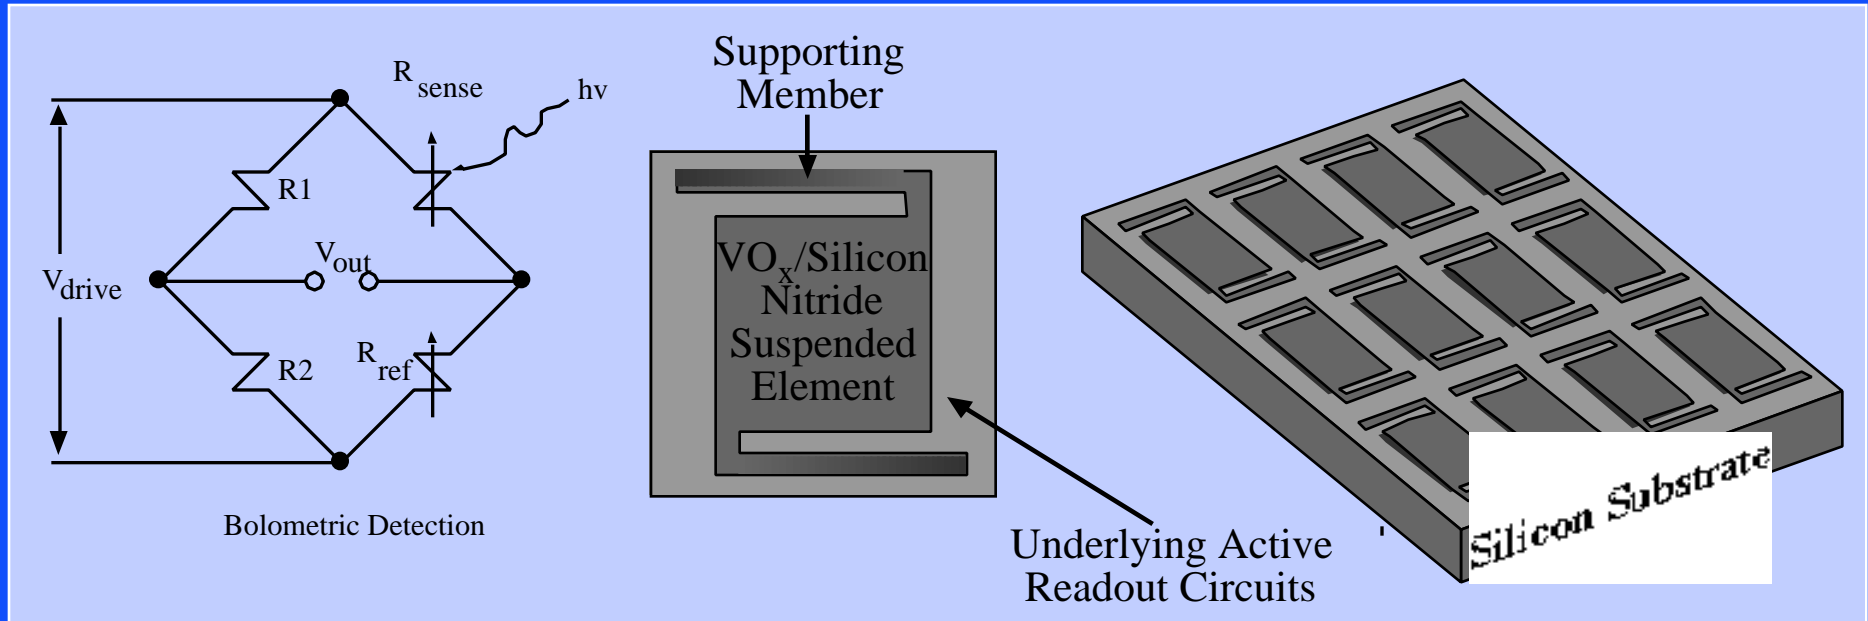 R sense
hv
R1
V out
V drive
R2
R ref
Bolometric Detection
Supporting
Member
VOx/Silicon
Nitride
Suspended
Element
Underlying Active
Readout Circuits
Silicon Substrate